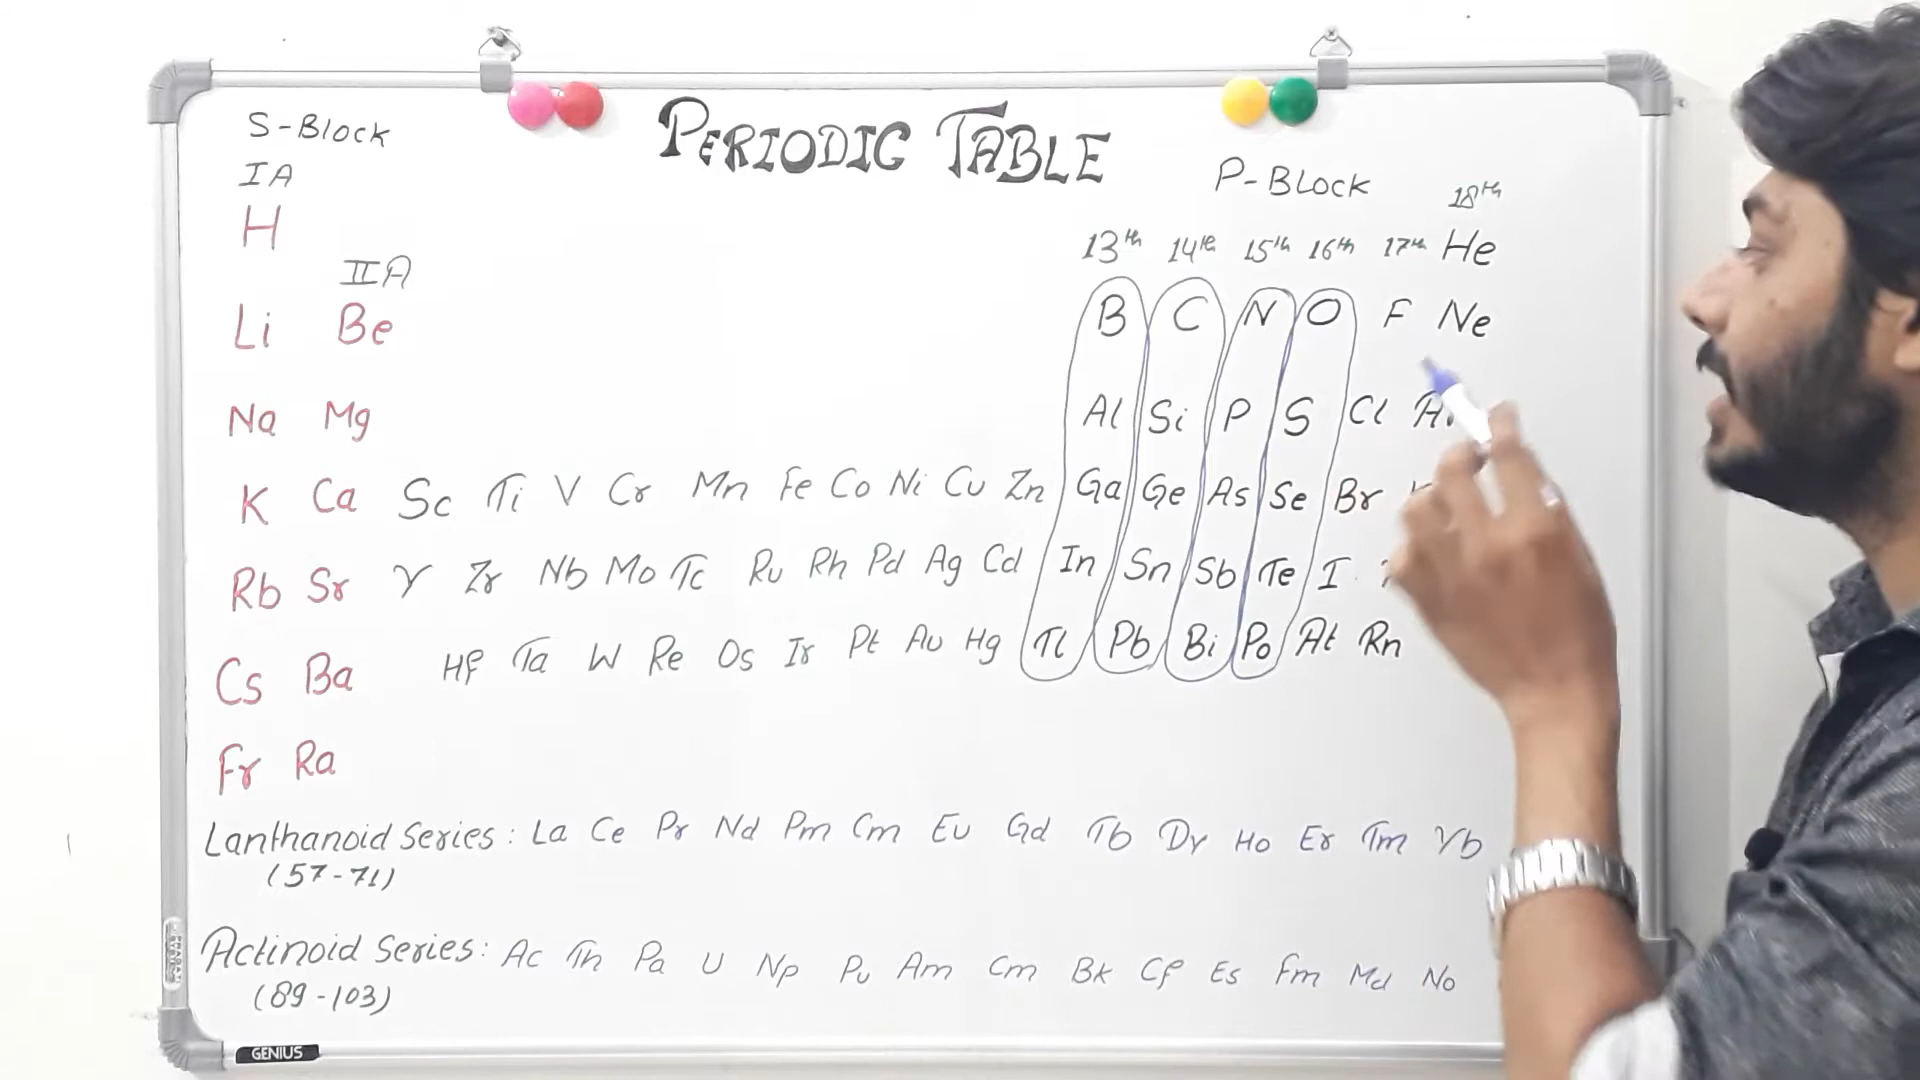 S-Block
PERIODIC TABLE
P-Block
IA
18th
H
13th 14th 15th 16th 17th He
IIA
Li Be B C N O F Ne
Na Mg Al Si P S Cl
K Ca Sc Ti V Cr Mn Fe Co Ni Cu Zn Ga Ge As Se Br
Rb Sr Y Zr Nb Mo Tc Ru Rh Pd Ag Cd In Sn Sb Te I
Cs Ba Hf Ta W Re Os Ir Pt Au Hg Tl Pb Bi Po At Rn
Fr Ra
Lanthanoid Series: La Ce Pr Nd Pm Cm Eu Gd Tb Dy Ho Er Tm Yb
(57-71)
Actinoid Series: Ac Th Pa U Np Pu Am Cm Bk Cf Es Fm Md No
(89-103)
GENIUS